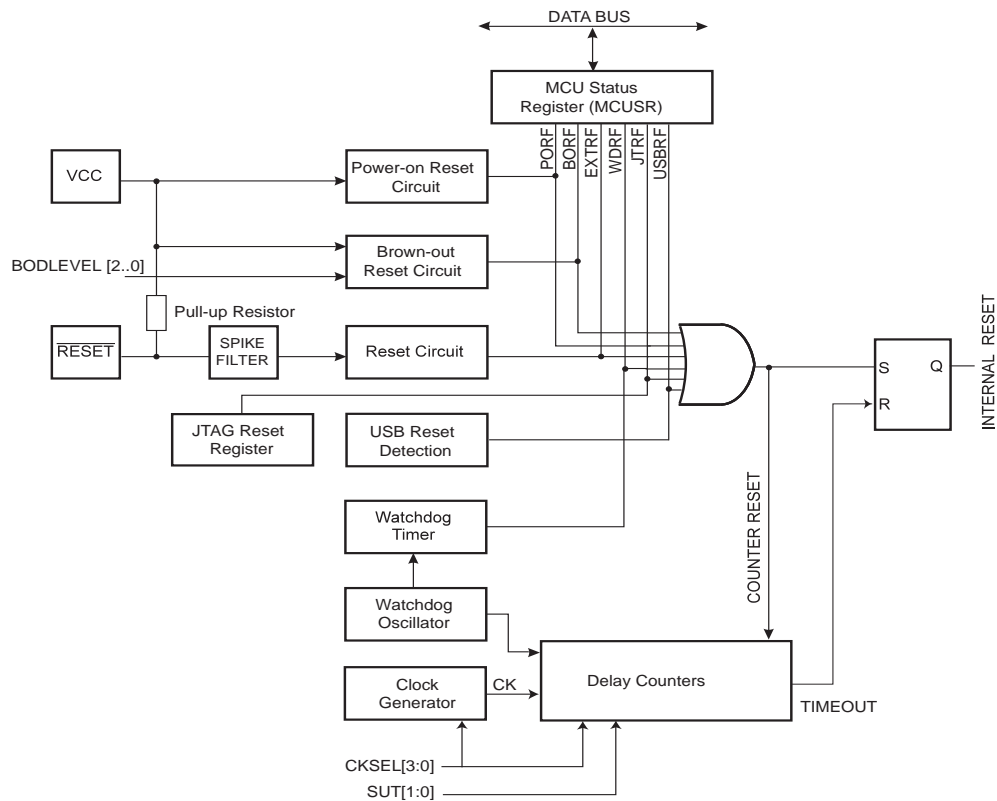 DATA BUS
MCU Status
Register (MCUSR)
PORF
BORF
EXTRF
WDRF
JTRF
USBRF
VCC
Power-on Reset
Circuit
BODLEVEL [2..0]
Brown-out
Reset Circuit
Pull-up Resistor
RESET
SPIKE
FILTER
Reset Circuit
JTAG Reset
Register
USB Reset
Detection
S
Q
R
INTERNAL RESET
Watchdog
Timer
COUNTER RESET
Watchdog
Oscillator
Clock
Generator
CK
Delay Counters
TIMEOUT
CKSEL[3:0]
SUT[1:0]